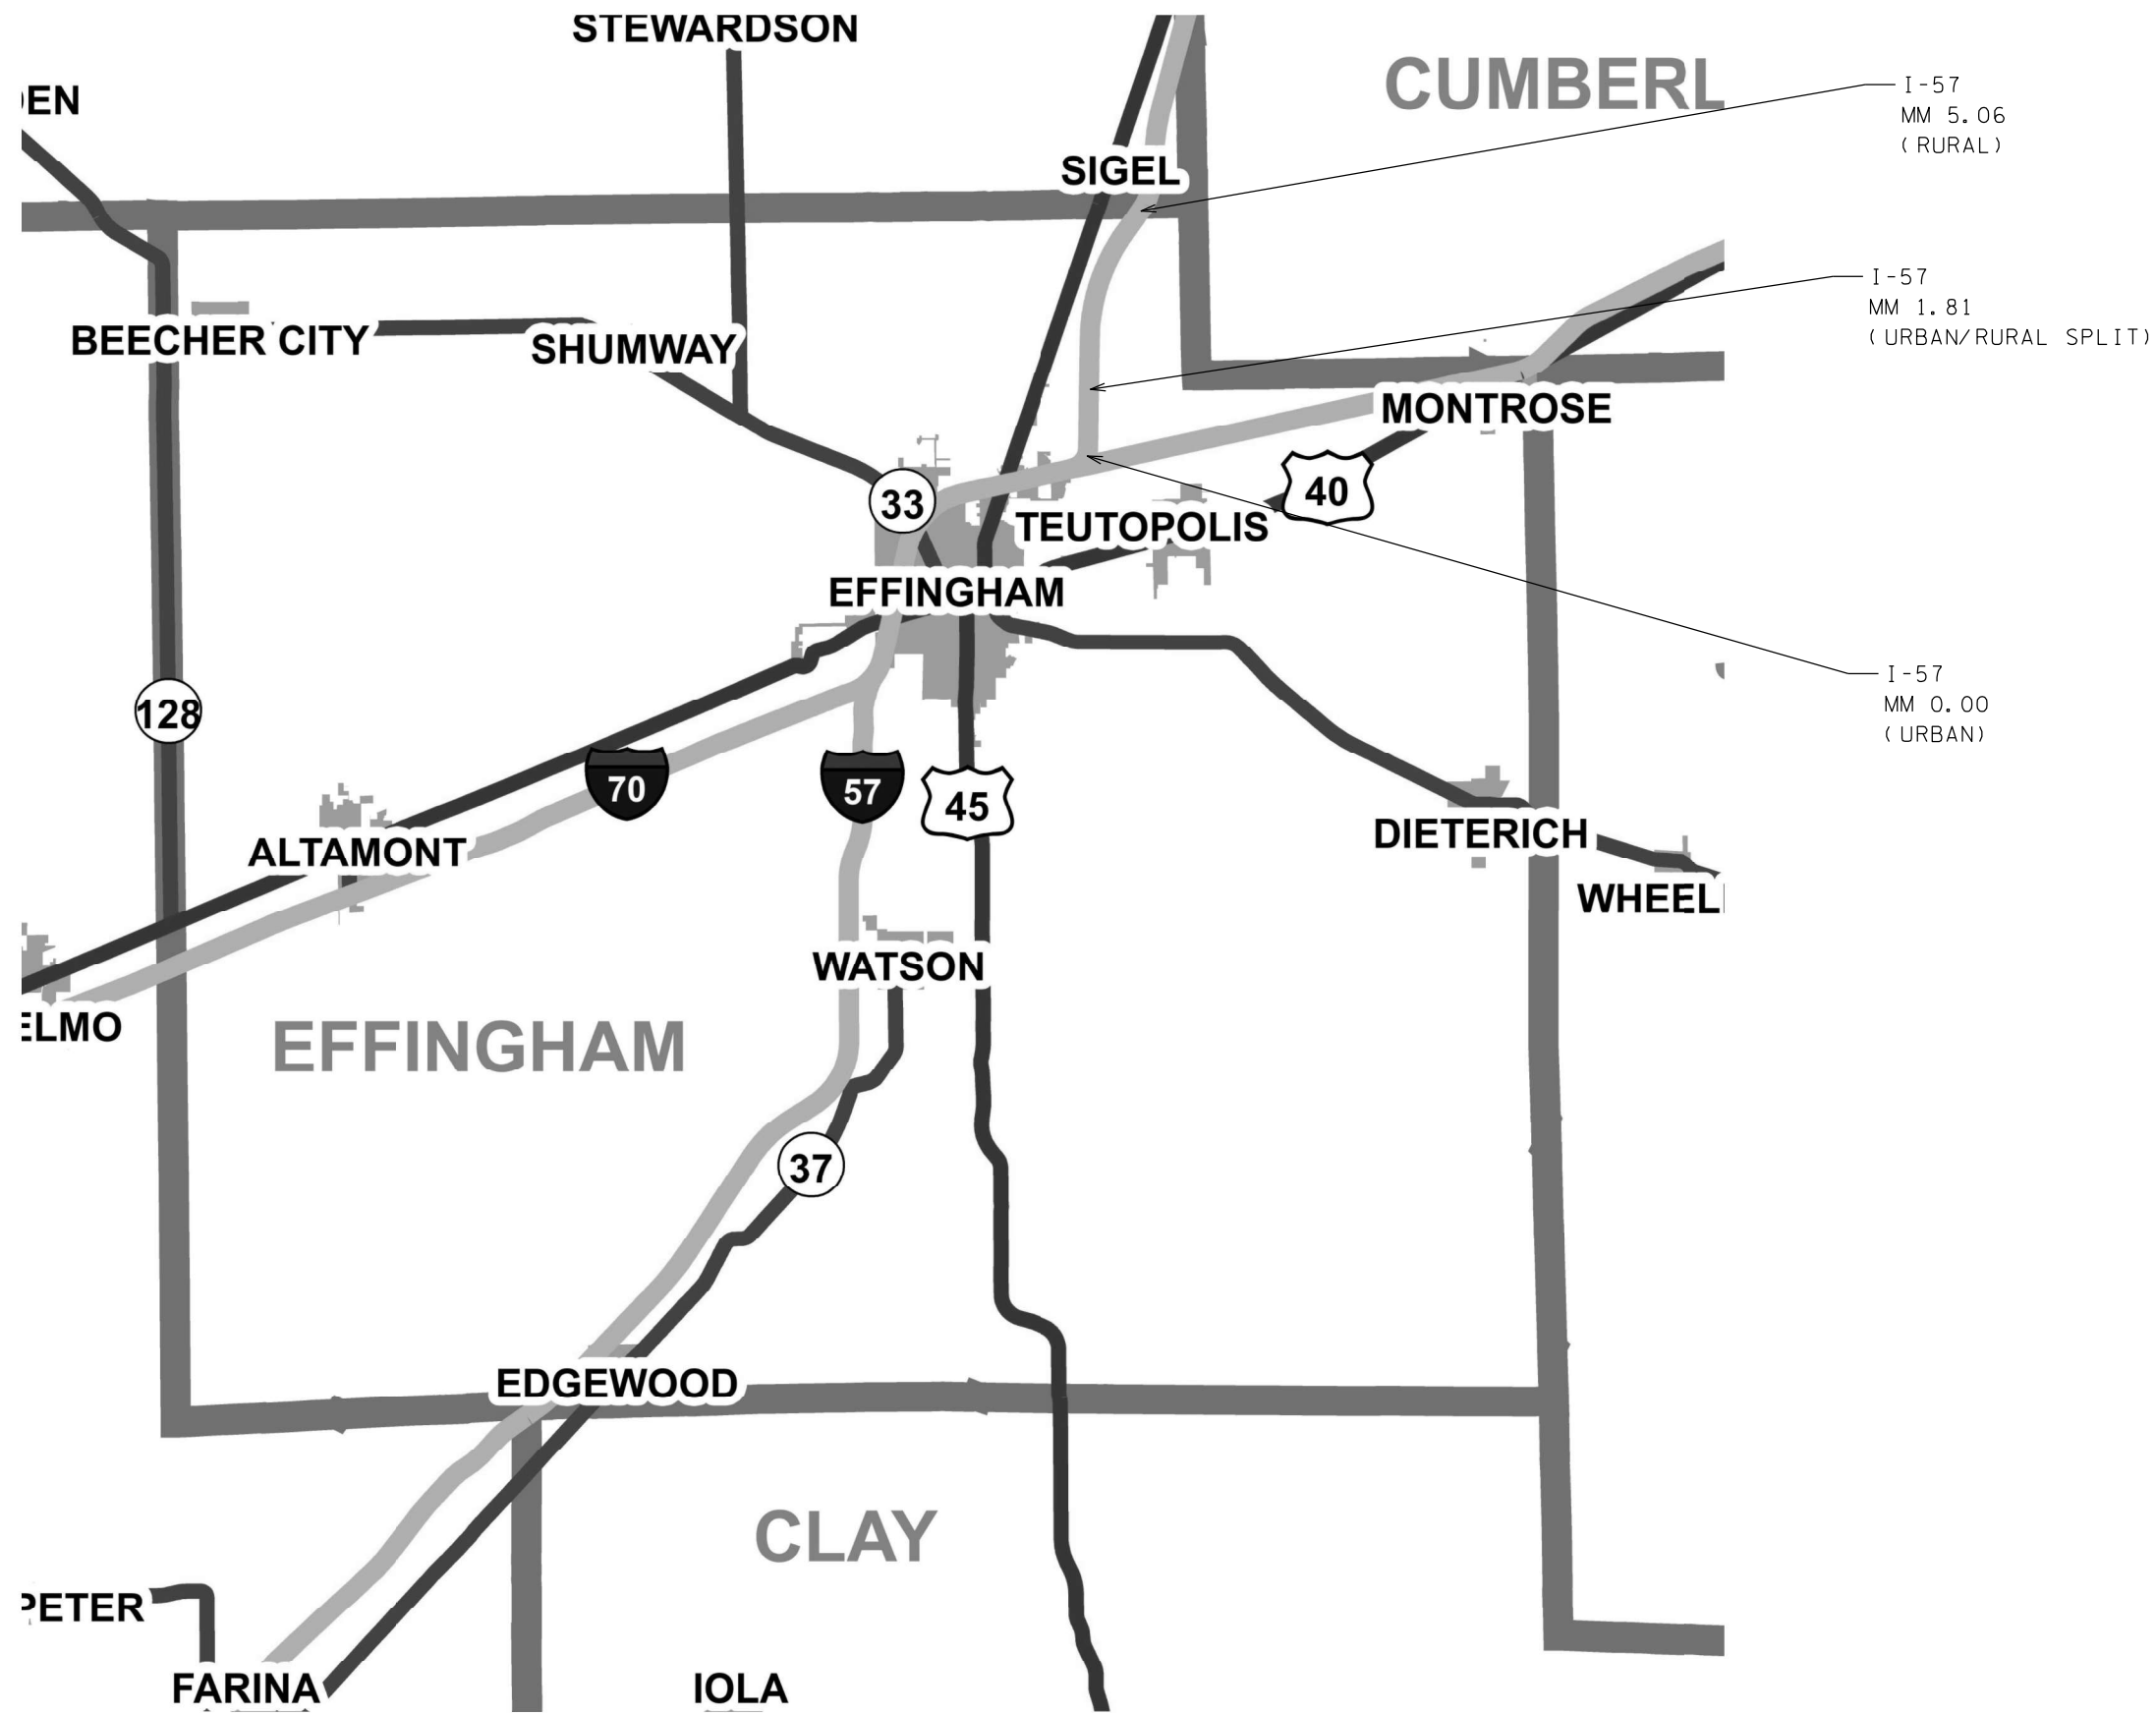 STEWARDSON
CUMBERL
I-57
MM 5.06
(RURAL)
DEN
SIGEL
I-57
MM 1.81
(URBAN/RURAL SPLIT)
BEECHER CITY
SHUMWAY
MONTROSE
33
40
TEUTOPOLIS
EFFINGHAM
I-57
MM 0.00
(URBAN)
128
70
57
45
ALTAMONT
DIETERICH
WHEEL
WATSON
ELMO
EFFINGHAM
37
EDGEWOOD
CLAY
PETER
FARINA
IOLA